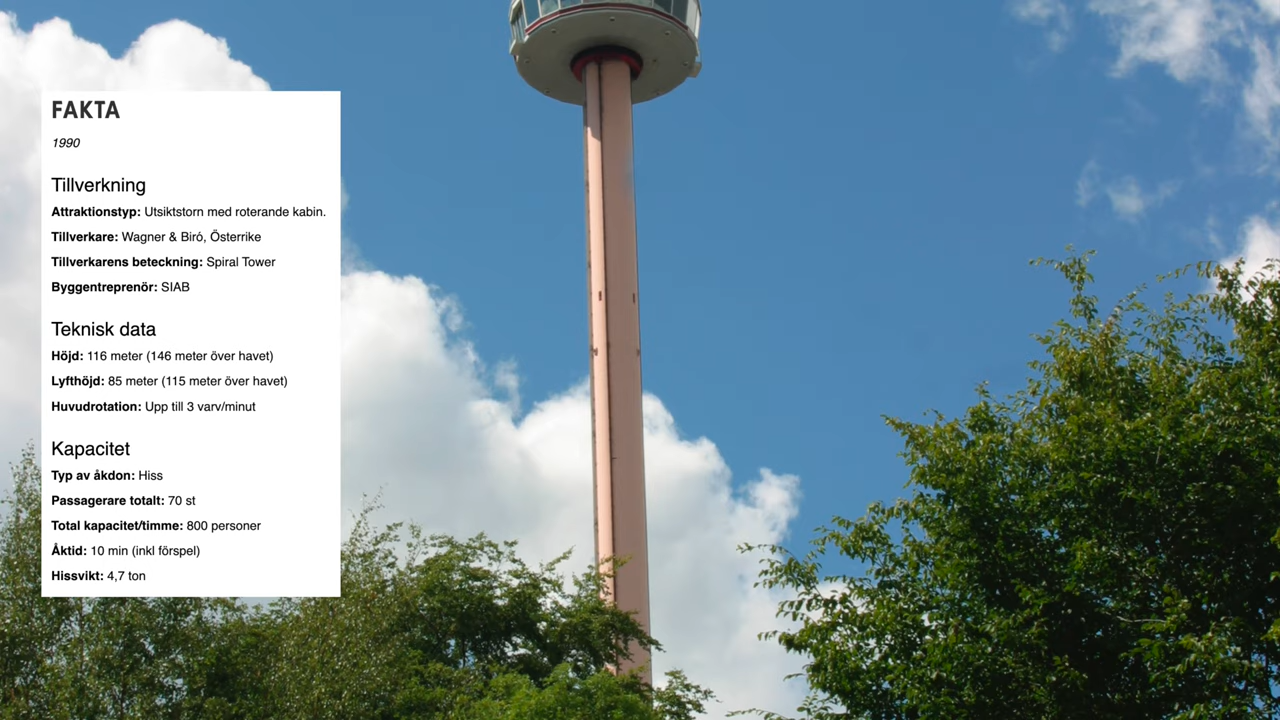 FAKTA
1990
Tillverkning
Attraktionstyp: Utsiktstorn med roterande kabin.
Tillverkare: Wagner & Biró, Österrike
Tillverkarens beteckning: Spiral Tower
Byggentreprenör: SIAB
Teknisk data
Höjd: 116 meter (146 meter över havet)
Lyfthöjd: 85 meter (115 meter över havet)
Huvudrotation: Upp till 3 varv/minut
Kapacitet
Typ av åkdon: Hiss
Passagerare totalt: 70 st
Total kapacitet/timme: 800 personer
Åktid: 10 min (inkl förspel)
Hissvikt: 4,7 ton